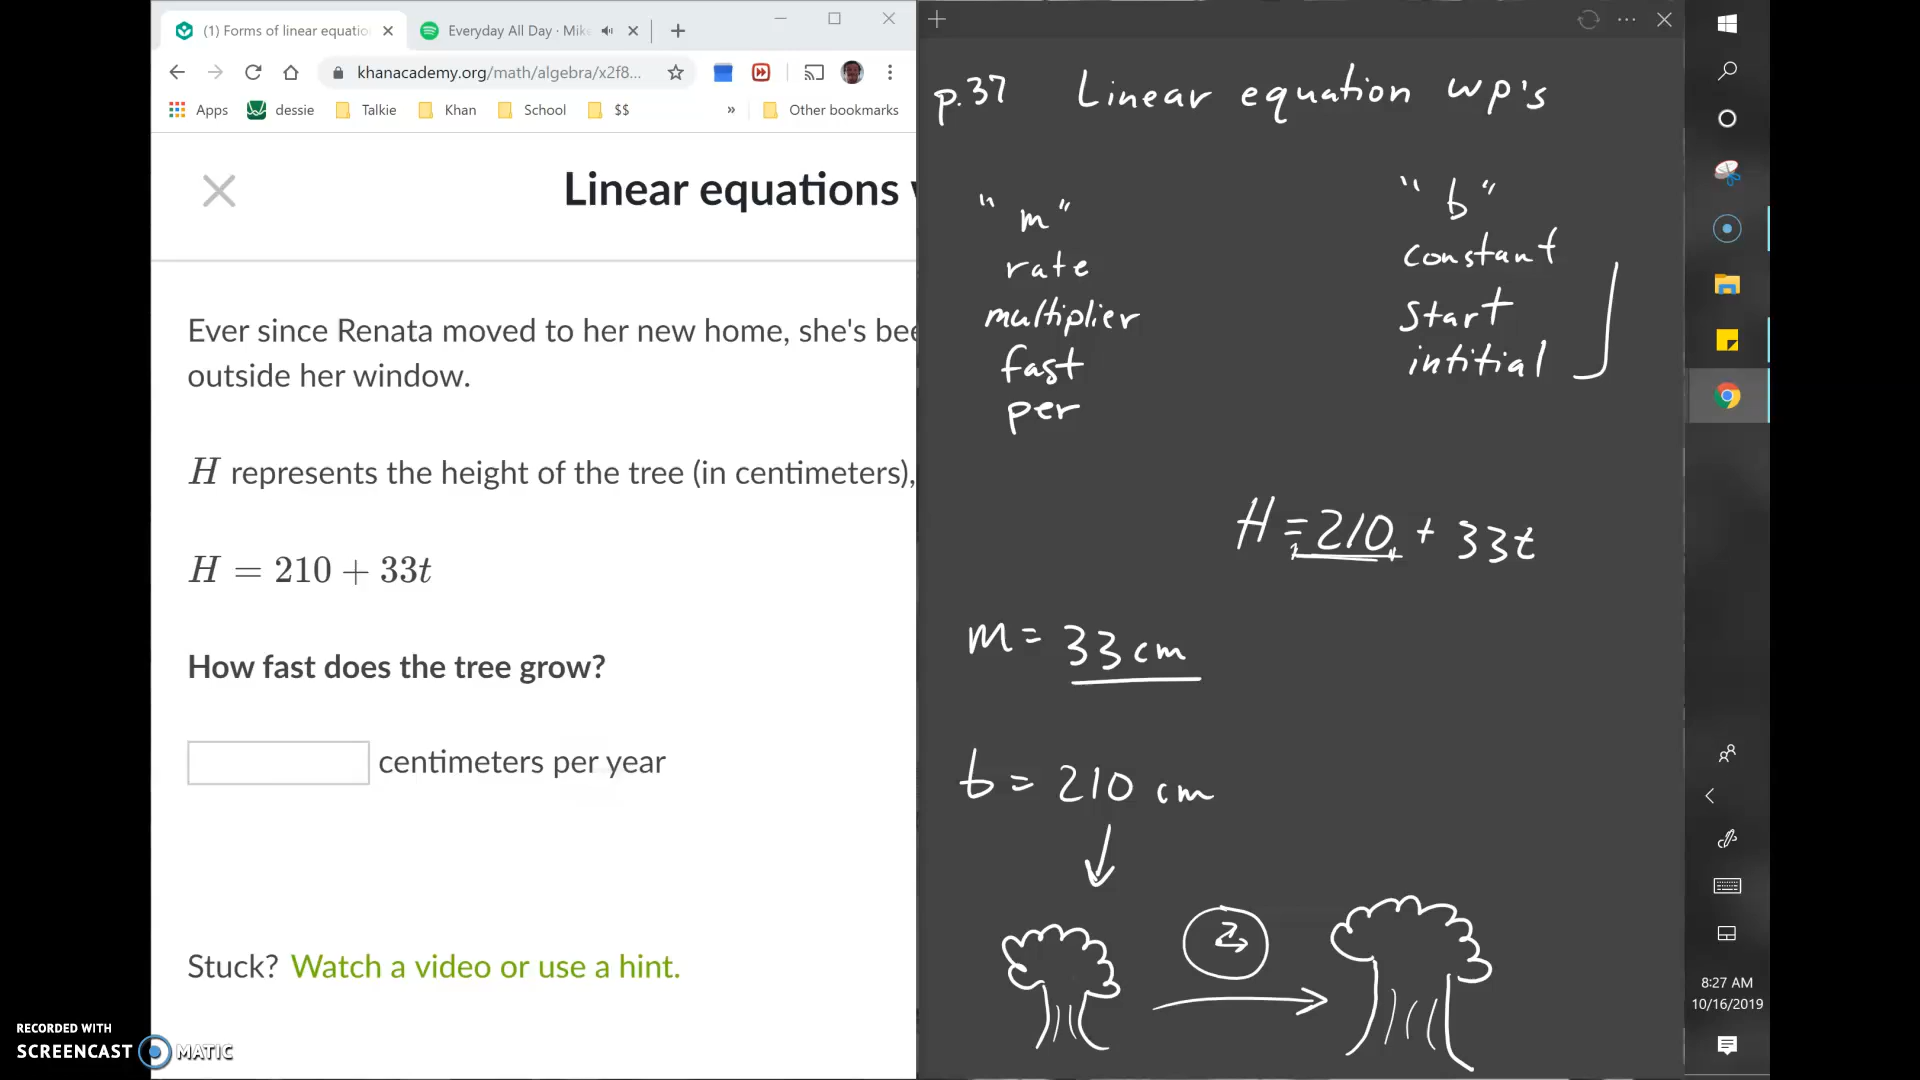 (1) Forms of linear equatio
Everyday All Day · Mik
khanacademy.org/math/algebra/x2f8...
Apps
dessie
Talkie
Khan
School
$$
»
Other bookmarks
Linear equations
Ever since Renata moved to her new home, she's bee
outside her window.
H represents the height of the tree (in centimeters),
H = 210 + 33t
How fast does the tree grow?
centimeters per year
Stuck? Watch a video or use a hint.
RECORDED WITH
SCREENCAST MATIC
p.37 Linear equation wp's
"m"
rate
multiplier
fast
per
"b"
constant
start
intitial
H = 210 + 33t
m = 33 cm
b = 210 cm
8:27 AM
10/16/2019